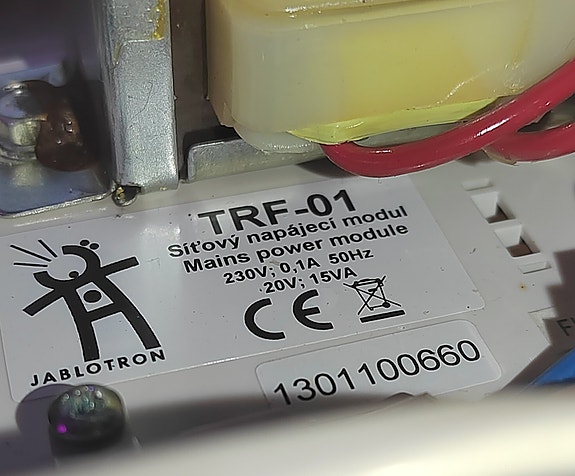 TRF-01
Síťový napájecí modul
Mains power module
230V; 0,1A 50Hz
20V; 15VA
CE
JABLOTRON
1301100660